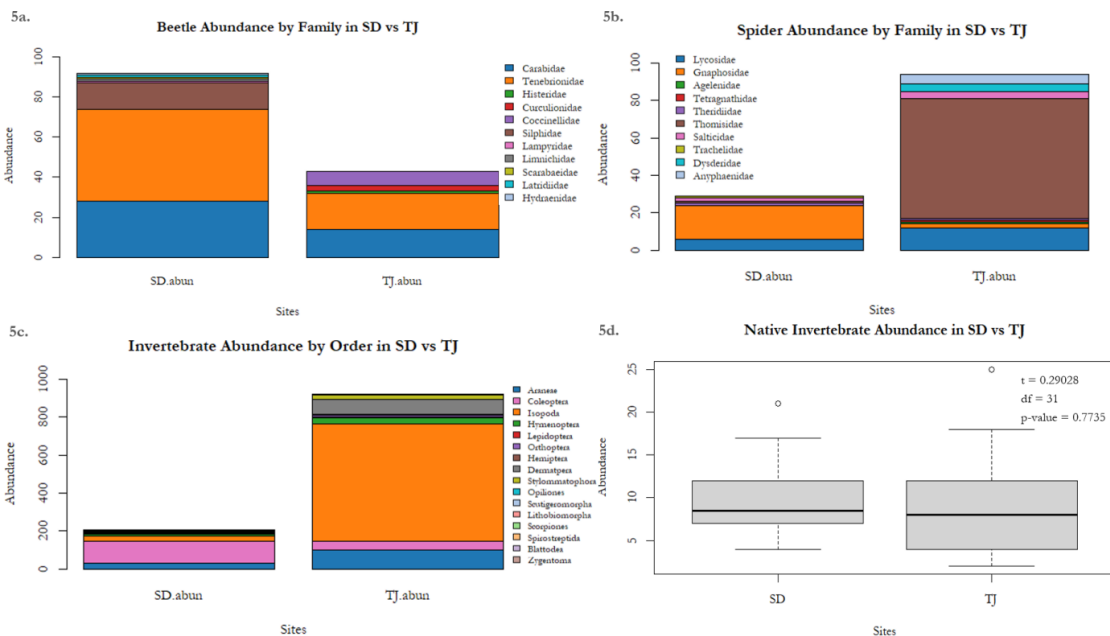 5a.
Beetle Abundance by Family in SD vs TJ
Abundance
0
20
40
60
80
100
SD.abun
TJ.abun
Sites
Carabidae
Tenebrionidae
Histeridae
Curculionidae
Coccinellidae
Silphidae
Lampyridae
Limnichidae
Scarabaeidae
Latridiidae
Hydraenidae
5b.
Spider Abundance by Family in SD vs TJ
Abundance
0
20
40
60
80
100
Lycosidae
Gnaphosidae
Agelenidae
Tetragnathidae
Theridiidae
Thomisidae
Salticidae
Trachelidae
Dysderidae
Anyphaenidae
SD.abun
TJ.abun
Sites
5c.
Invertebrate Abundance by Order in SD vs TJ
Abundance
0
200
400
600
800
1000
SD.abun
TJ.abun
Sites
Araneae
Coleoptera
Isopoda
Hymenoptera
Lepidoptera
Orthoptera
Hemiptera
Dermatpera
Stylommatophora
Opiliones
Scutigeromorpha
Lithobiomorpha
Scorpiones
Spirostreptida
Blattodea
Zygentoma
5d.
Native Invertebrate Abundance in SD vs TJ
Abundance
5
10
15
20
25
t = 0.29028
df = 31
p-value = 0.7735
SD
TJ
Sites